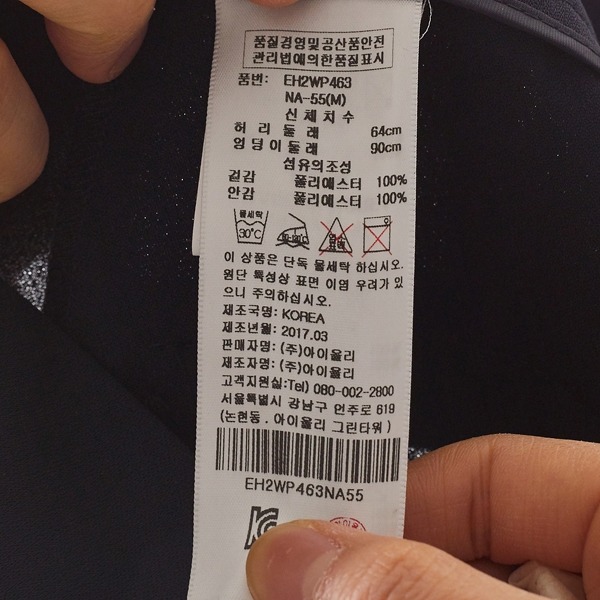 품질경영및공산품안전
관리법에의한품질표시
품번: EH2WP463
NA-55(M)
신 체 치 수
허 리 둘 레 64cm
엉 덩 이 둘 레 90cm
섬유의조성
겉감 폴리에스터 100%
안감 폴리에스터 100%
물세탁
30℃
이 상품은 단독 물세탁 하십시오.
원단 특성상 표면 이염 우려가 있
으니 주의하십시오.
제조국명: KOREA
제조년월: 2017.03
판매자명: (주)아이올리
제조자명: (주)아이올리
고객지원실:Tel) 080-002-2800
서울특별시 강남구 언주로 619
(논현동 . 아이올리 그린타워 )
EH2WP463NA55